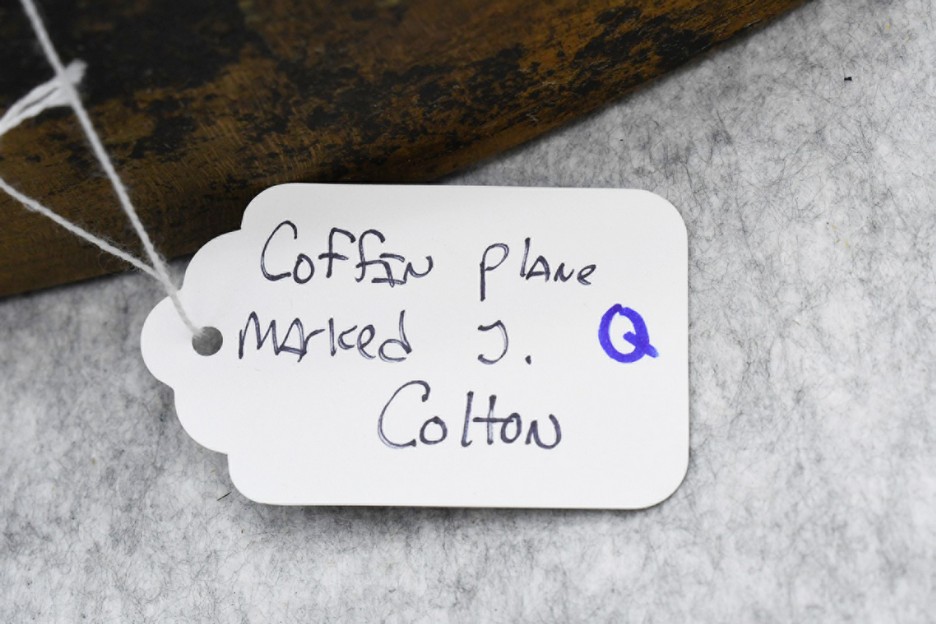 Coffin plane
marked J. Q
Colton